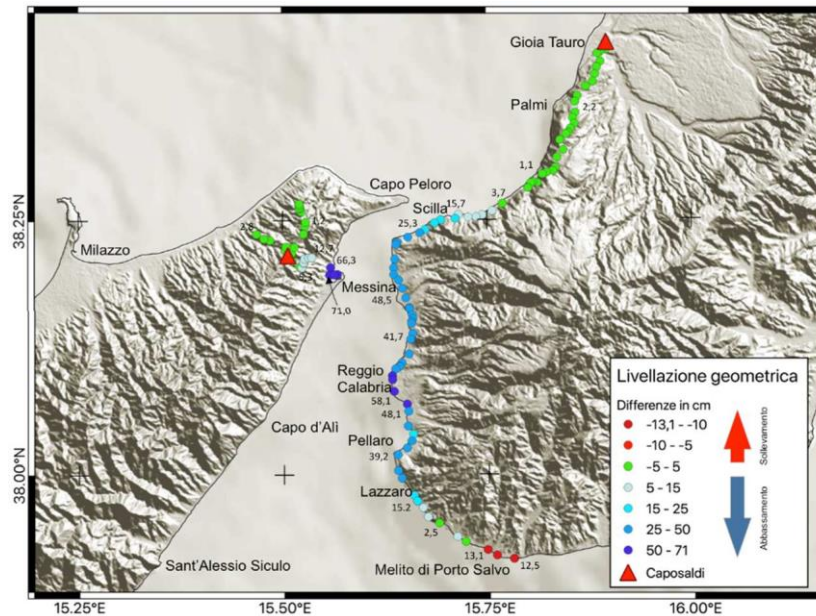 Gioia Tauro
Palmi
2,2
1,1
Capo Peloro
3,7
Scilla
15,7
25,3
38.25°N
Milazzo
12,7
66,3
Messina
71,0
48,5
41,7
Reggio
Calabria
58,1
48,1
Capo d'Alì
Pellaro
39,2
38.00°N
Lazzaro
15.2
2,5
13,1
12,5
Sant'Alessio Siculo
Melito di Porto Salvo
Livellazione geometrica
Differenze in cm
-13,1 - -10
-10 - -5
-5 - 5
5 - 15
15 - 25
25 - 50
50 - 71
Caposaldi
Sollevamento
Abbassamento
15.25°E
15.50°E
15.75°E
16.00°E